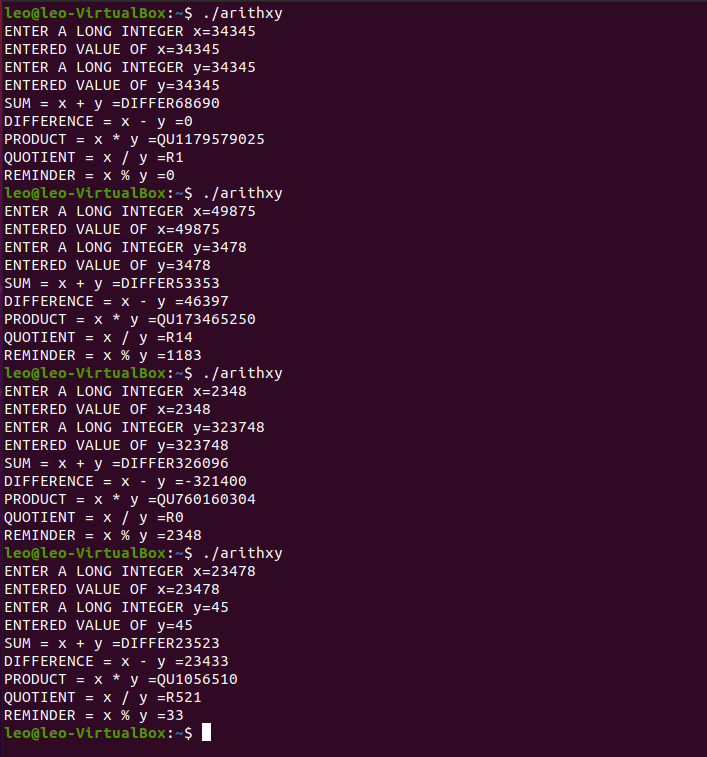 leo@leo-VirtualBox:~$ ./arithxy
ENTER A LONG INTEGER x=34345
ENTERED VALUE OF x=34345
ENTER A LONG INTEGER y=34345
ENTERED VALUE OF y=34345
SUM = x + y =DIFFER68690
DIFFERENCE = x - y =0
PRODUCT = x * y =QU1179579025
QUOTIENT = x / y =R1
REMINDER = x % y =0
leo@leo-VirtualBox:~$ ./arithxy
ENTER A LONG INTEGER x=49875
ENTERED VALUE OF x=49875
ENTER A LONG INTEGER y=3478
ENTERED VALUE OF y=3478
SUM = x + y =DIFFER53353
DIFFERENCE = x - y =46397
PRODUCT = x * y =QU173465250
QUOTIENT = x / y =R14
REMINDER = x % y =1183
leo@leo-VirtualBox:~$ ./arithxy
ENTER A LONG INTEGER x=2348
ENTERED VALUE OF x=2348
ENTER A LONG INTEGER y=323748
ENTERED VALUE OF y=323748
SUM = x + y =DIFFER326096
DIFFERENCE = x - y =-321400
PRODUCT = x * y =QU760160304
QUOTIENT = x / y =R0
REMINDER = x % y =2348
leo@leo-VirtualBox:~$ ./arithxy
ENTER A LONG INTEGER x=23478
ENTERED VALUE OF x=23478
ENTER A LONG INTEGER y=45
ENTERED VALUE OF y=45
SUM = x + y =DIFFER23523
DIFFERENCE = x - y =23433
PRODUCT = x * y =QU1056510
QUOTIENT = x / y =R521
REMINDER = x % y =33
leo@leo-VirtualBox:~$